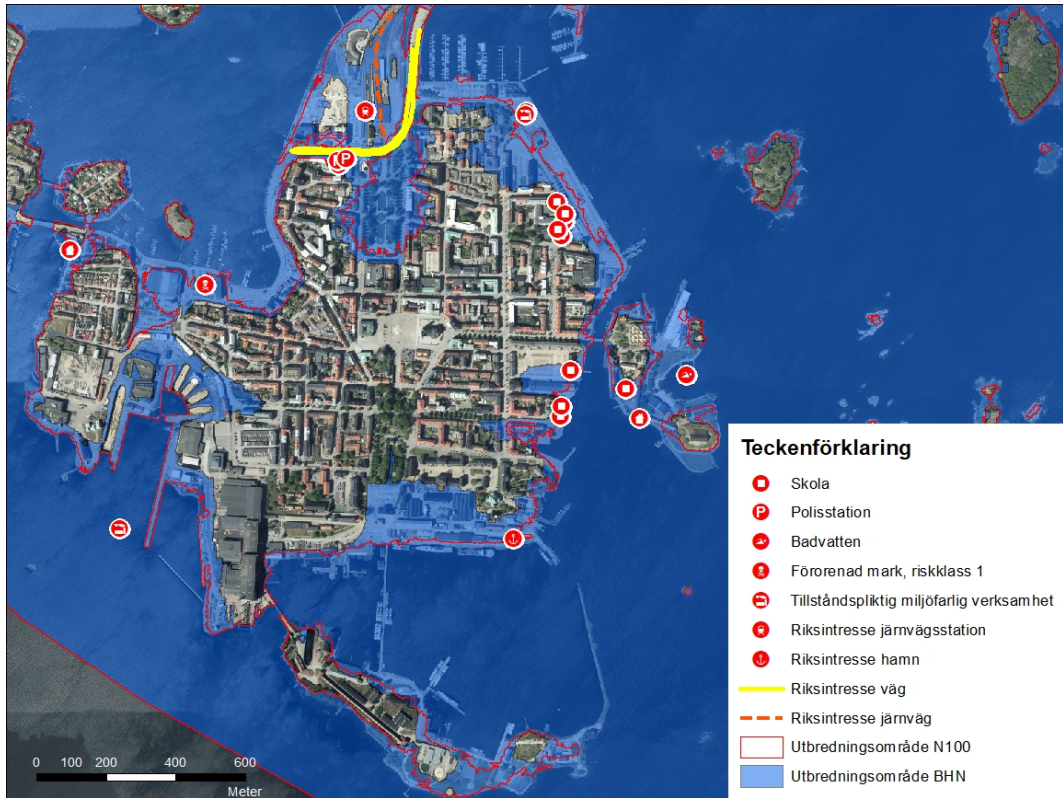 P
Teckenförklaring
Skola
P Polisstation
Badvatten
Förorenad mark, riskklass 1
Tillståndspliktig miljöfarlig verksamhet
Riksintresse järnvägsstation
Riksintresse hamn
Riksintresse väg
Riksintresse järnväg
Utbredningsområde N100
Utbredningsområde BHN
0 100 200 400 600
Meter